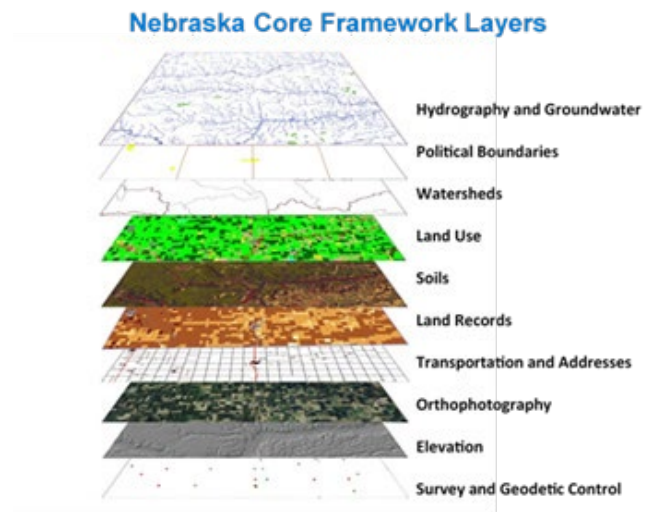 Nebraska Core Framework Layers
Hydrography and Groundwater
Political Boundaries
Watersheds
Land Use
Soils
Land Records
Transportation and Addresses
Orthophotography
Elevation
Survey and Geodetic Control